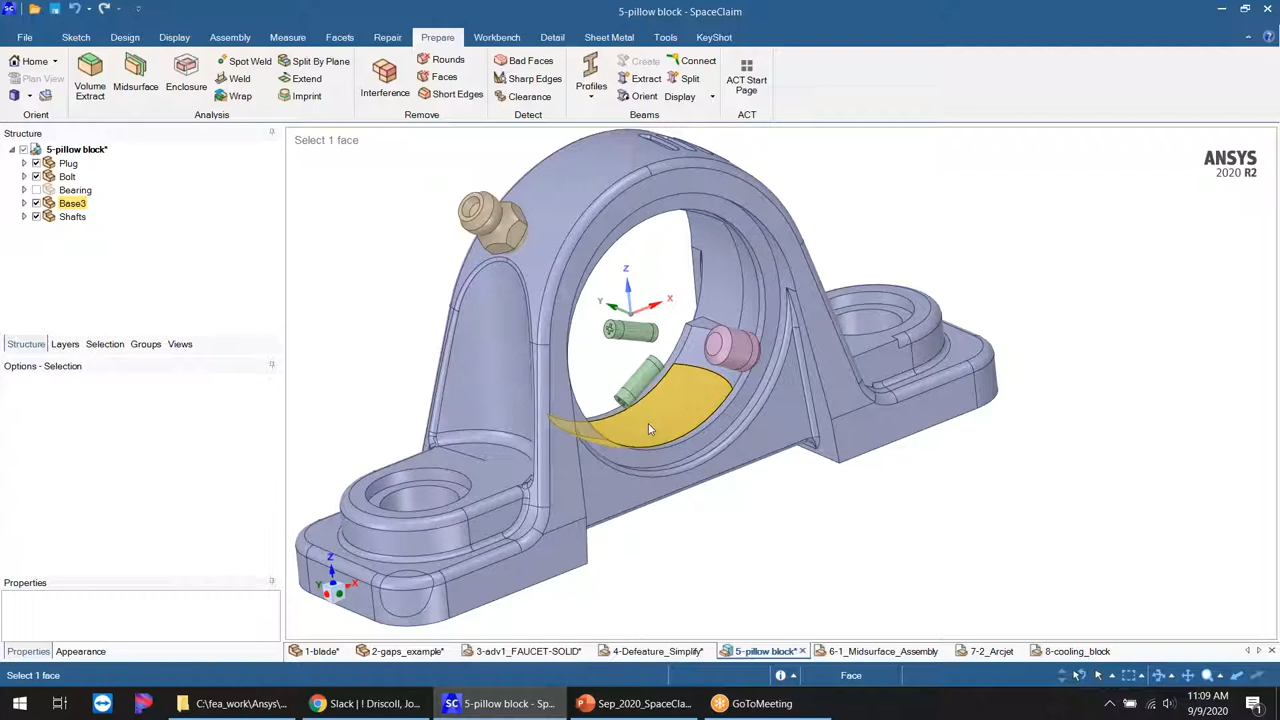 5-pillow block - SpaceClaim
File Sketch Design Display Assembly Measure Facets Repair Prepare Workbench Detail Sheet Metal Tools KeyShot
Home
Plan View
Orient
Volume Extract
Midsurface
Enclosure
Spot Weld
Weld
Wrap
Split By Plane
Extend
Imprint
Analysis
Interference
Rounds
Faces
Short Edges
Remove
Bad Faces
Sharp Edges
Clearance
Detect
Profiles
Create
Extract
Orient
Connect
Split
Display
Beams
ACT Start Page
ACT
Structure
5-pillow block*
Plug
Bolt
Bearing
Base3
Shafts
Structure Layers Selection Groups Views
Options - Selection
Properties
Properties Appearance
Select 1 face
ANSYS
2020 R2
Z
Y
X
Z
Y
X
1-blade* 2-gaps_example* 3-adv1_FAUCET-SOLID* 4-Defeature_Simplify* 5-pillow block* 6-1_Midsurface_Assembly 7-2_Arcjet 8-cooling_block
Select 1 face
Face
C:\fea_work\Ansys\... Slack | ! Driscoll, Jo... 5-pillow block - Sp... Sep_2020_SpaceCla... GoToMeeting
11:09 AM
9/9/2020